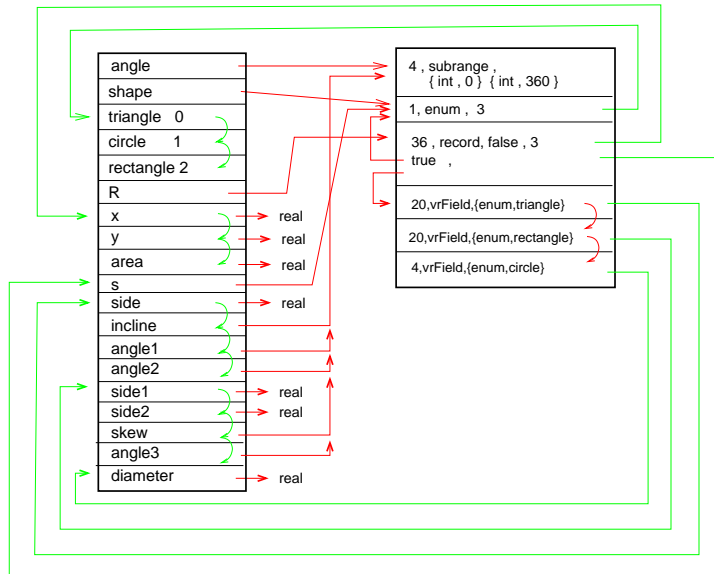 angle
shape
triangle 0
circle 1
rectangle 2
R
x
y
area
s
side
incline
angle1
angle2
side1
side2
skew
angle3
diameter
real
real
real
real
real
real
real
4 , subrange ,
{ int , 0 } { int , 360 }
1, enum , 3
36 , record, false , 3
true ,
20,vrField,{enum,triangle}
20,vrField,{enum,rectangle}
4,vrField,{enum,circle}